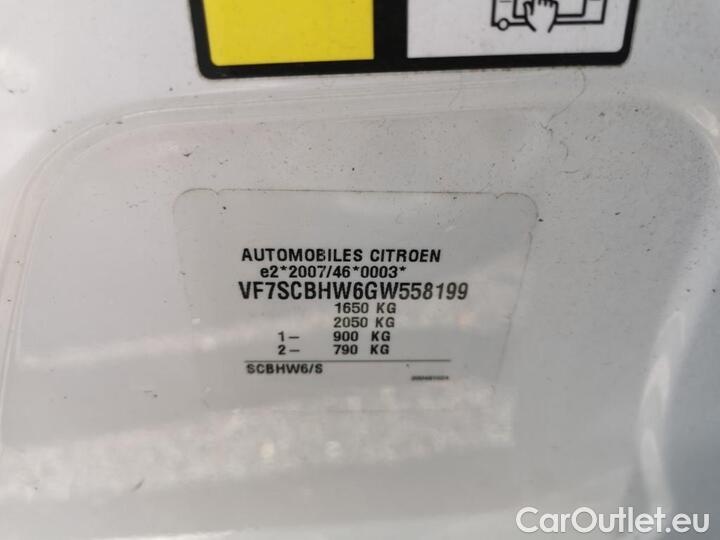 AUTOMOBILES CITROEN
e2*2007/46*0003*
VF7SCBHW6GW558199
1650 KG
2050 KG
1- 900 KG
2- 790 KG
SCBHW6/S
CarOutlet.eu